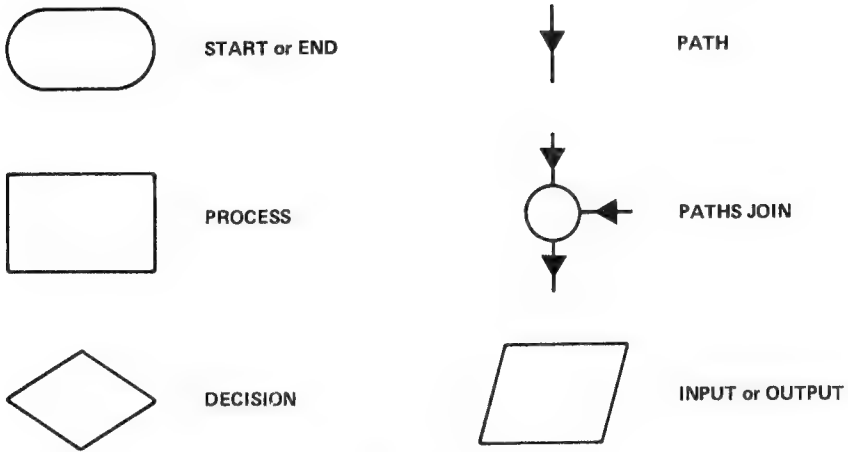 START or END
PATH
PROCESS
PATHS JOIN
DECISION
INPUT or OUTPUT